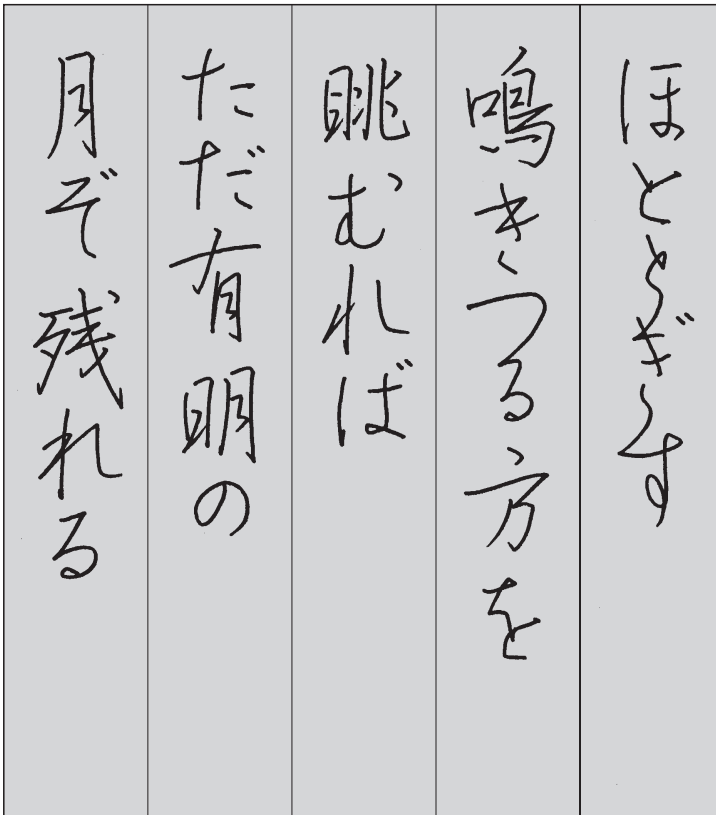 ほととぎす
鳴きつる方を
眺むれば
ただ有明の
月ぞ残れる